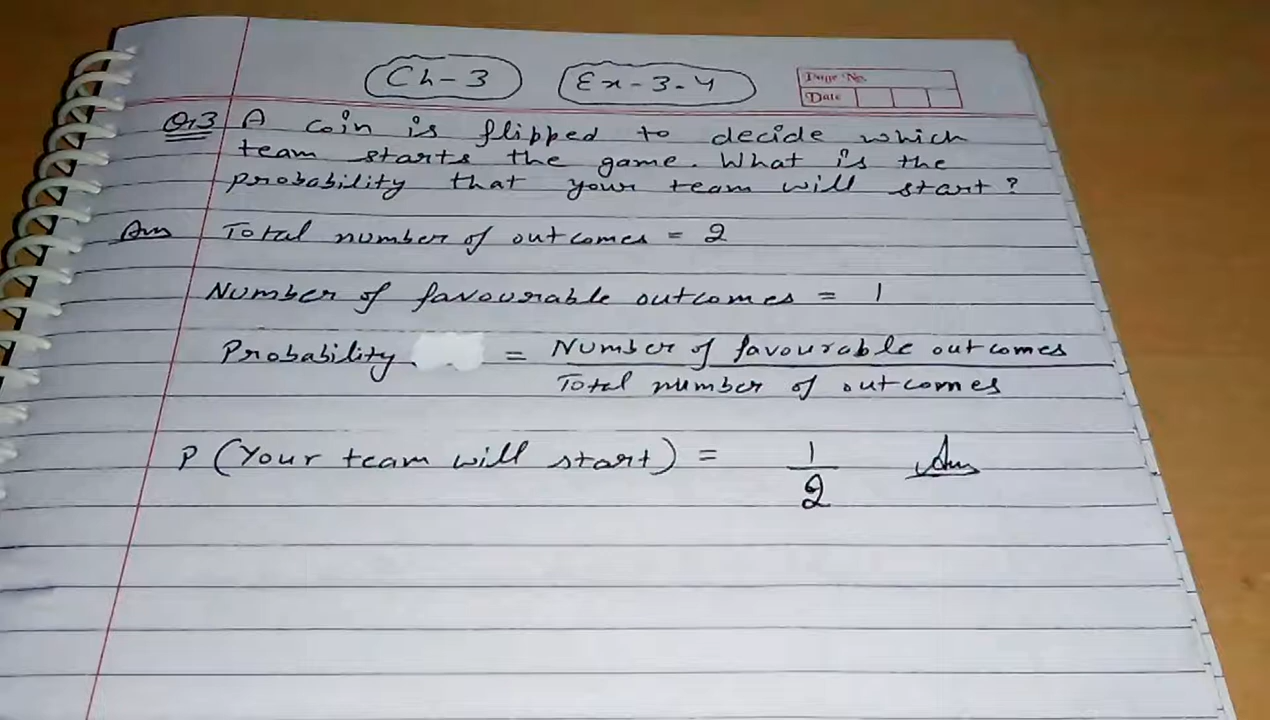 Ch-3 Ex-3.4 Page No.
Date
Q.3 A coin is flipped to decide which
team starts the game. What is the
probability that your team will start?
Ans Total number of outcomes = 2
Number of favourable outcomes = 1
Probability = Number of favourable outcomes
Total number of outcomes
P (Your team will start) = 1 Ans
2